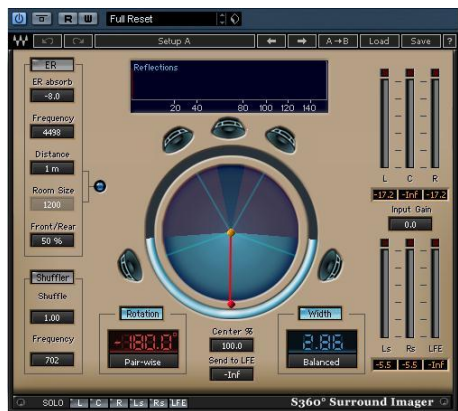 R W Full Reset
Setup A A→B Load Save ?
ER
ER absorb
-8.0
Frequency
4498
Distance
1 m
Room Size
1200
Front/Rear
50 %
Shuffler
Shuffle
1.00
Frequency
702
Reflections
20 40 80 100 120 140
Rotation
-180.0°
Pair-wise
Center %
100.0
Send to LFE
-Inf
Width
2.86
Balanced
L C R
-17.2 -Inf -17.2
Input Gain
0.0
Ls Rs LFE
-5.5 -5.5 -Inf
SOLO L C R Ls Rs LFE
S360° Surround Imager